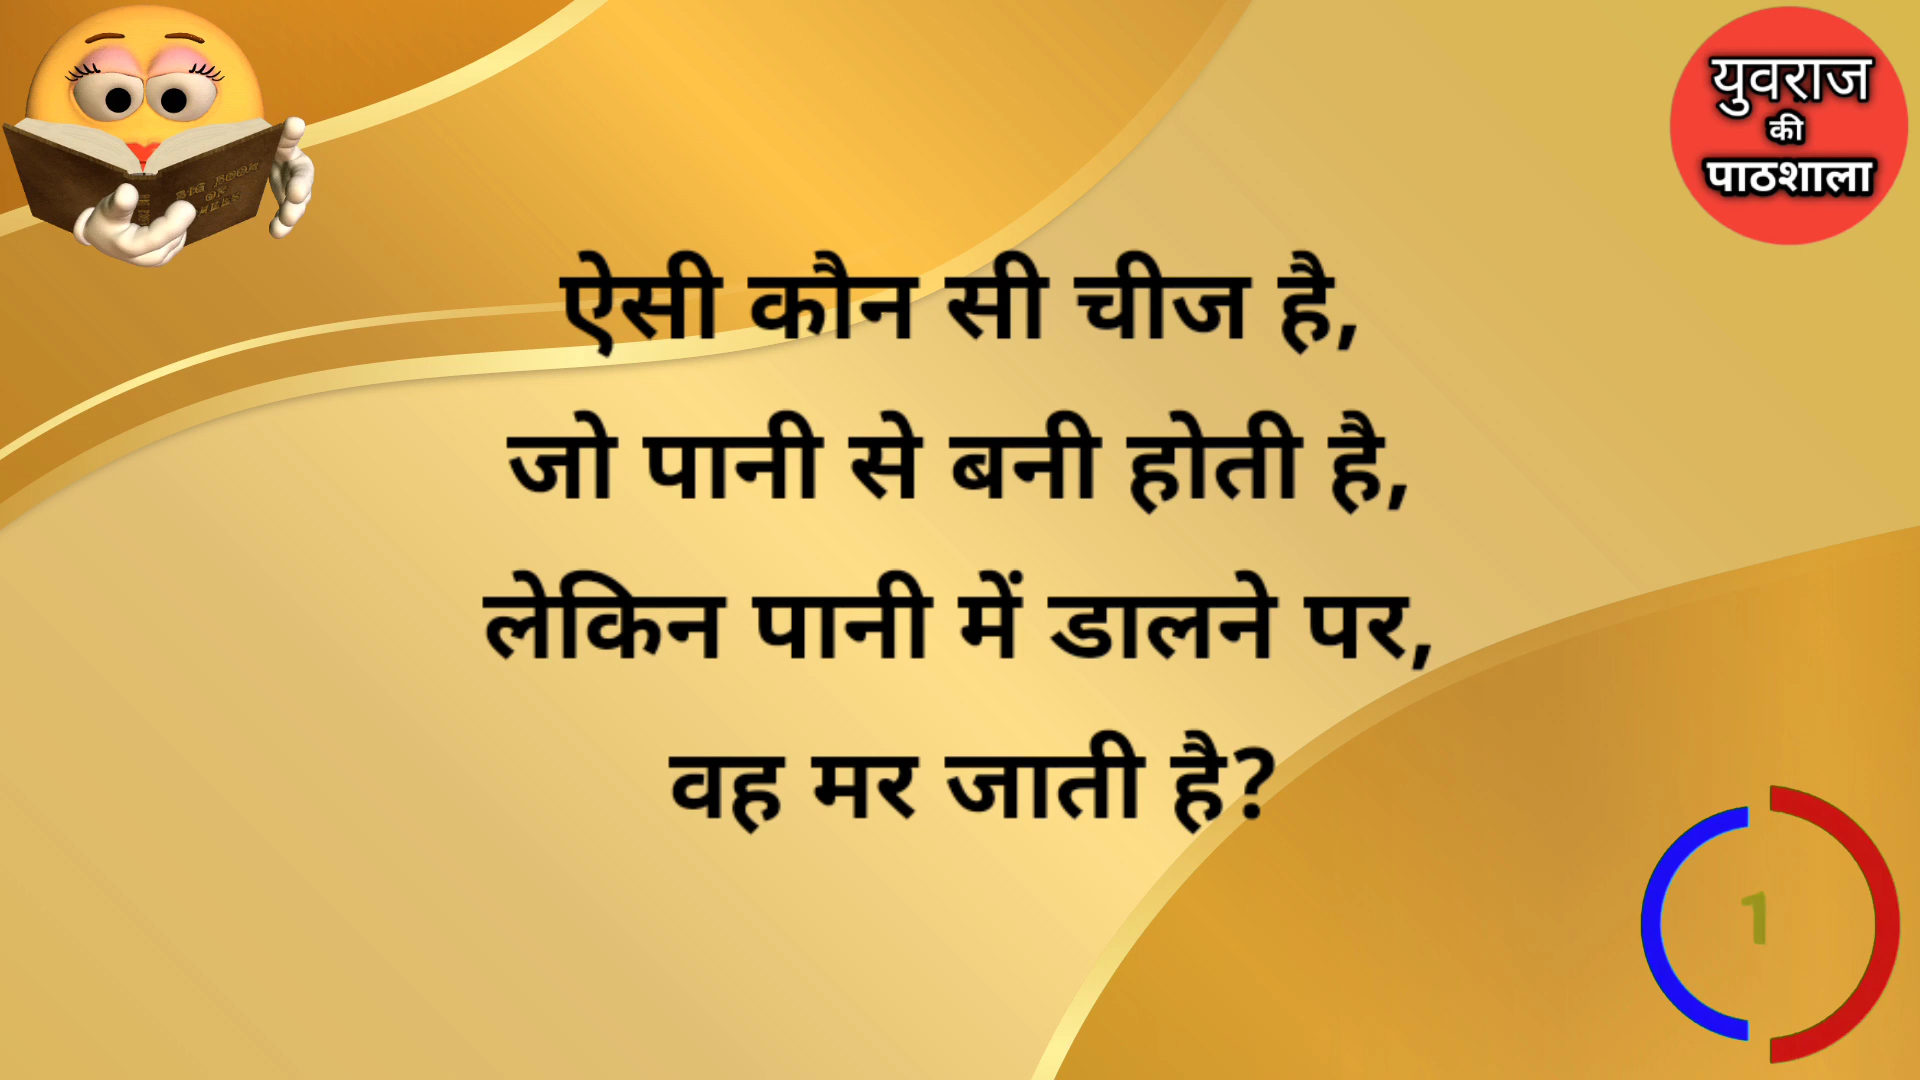 युवराज
की
पाठशाला
ऐसी कौन सी चीज है,
जो पानी से बनी होती है,
लेकिन पानी में डालने पर,
वह मर जाती है?
1